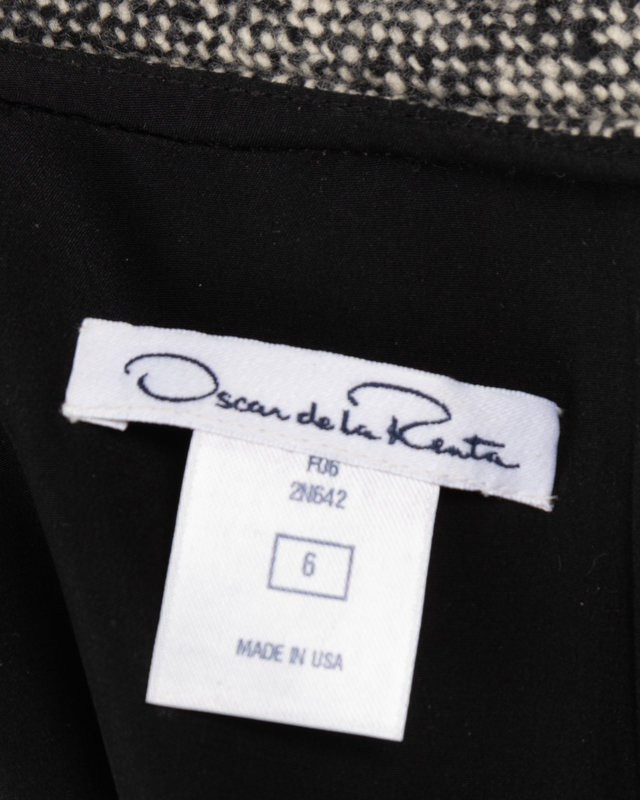 Oscar de la Renta
F06
2N642
6
MADE IN USA